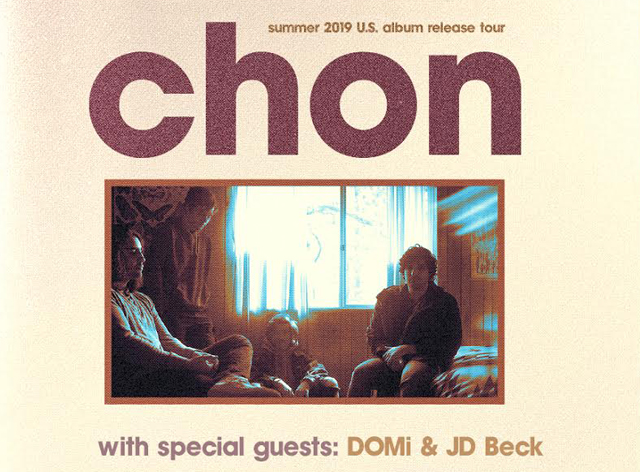 summer 2019 U.S. album release tour
chon
with special guests: DOMi & JD Beck